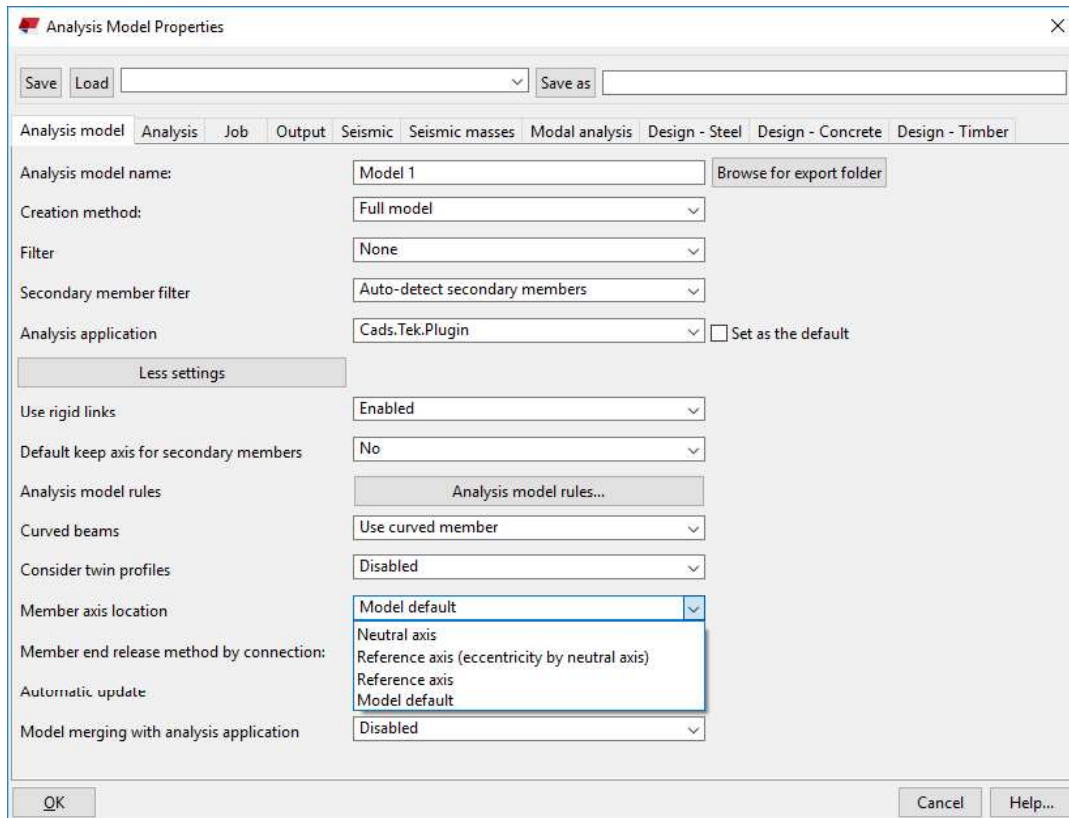 Analysis Model Properties
Save Load Save as
Analysis model Analysis Job Output Seismic Seismic masses Modal analysis Design - Steel Design - Concrete Design - Timber
Analysis model name: Model 1 Browse for export folder
Creation method: Full model
Filter None
Secondary member filter Auto-detect secondary members
Analysis application Cads.Tek.Plugin Set as the default
Less settings
Use rigid links Enabled
Default keep axis for secondary members No
Analysis model rules Analysis model rules...
Curved beams Use curved member
Consider twin profiles Disabled
Member axis location Model default
Neutral axis
Member end release method by connection: Reference axis (eccentricity by neutral axis)
Reference axis
Automatic update Model default
Model merging with analysis application Disabled
OK Cancel Help...